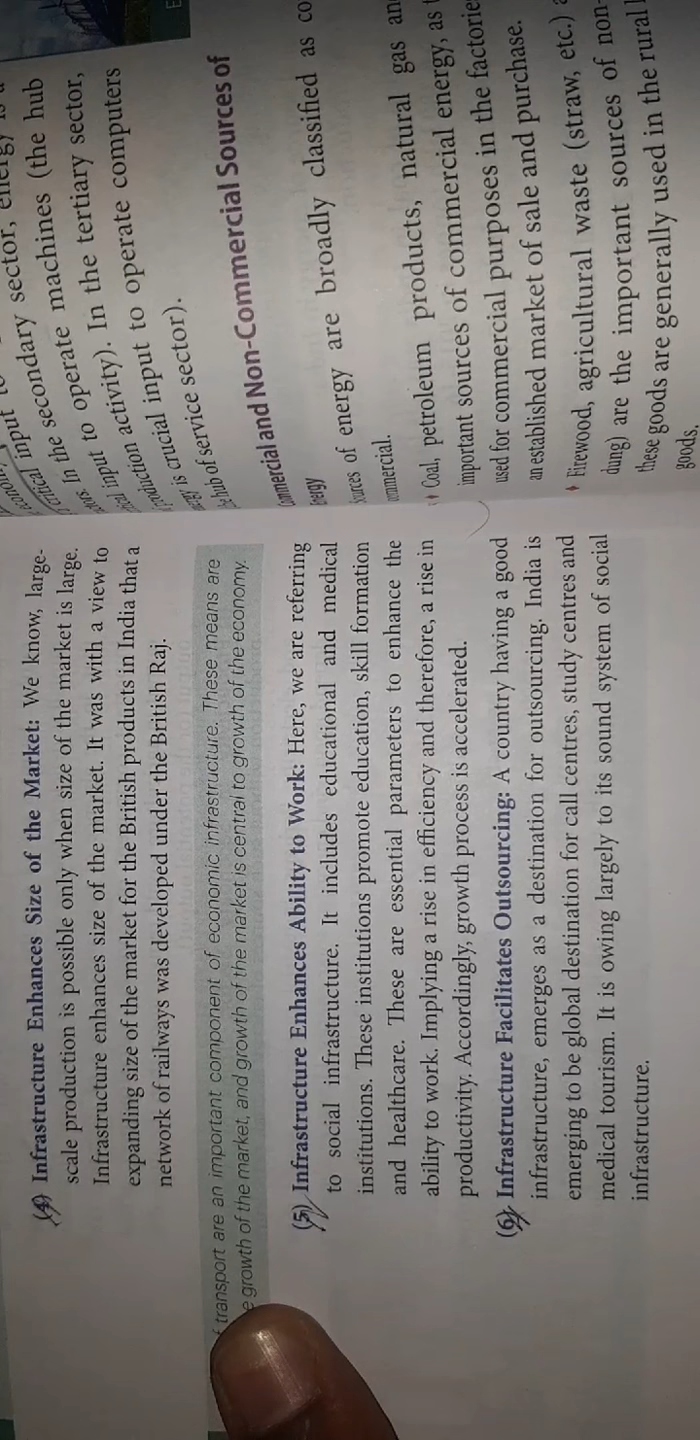 (4) Infrastructure Enhances Size of the Market: We know, large-
scale production is possible only when size of the market is large.
Infrastructure enhances size of the market. It was with a view to
expanding size of the market for the British products in India that a
network of railways was developed under the British Raj.
transport are an important component of economic infrastructure. These means are
growth of the market, and growth of the market is central to growth of the economy.
(5) Infrastructure Enhances Ability to Work: Here, we are referring
to social infrastructure. It includes educational and medical
institutions. These institutions promote education, skill formation
and healthcare. These are essential parameters to enhance the
ability to work. Implying a rise in efficiency and therefore, a rise in
productivity. Accordingly, growth process is accelerated.
(6) Infrastructure Facilitates Outsourcing: A country having a good
infrastructure, emerges as a destination for outsourcing. India is
emerging to be global destination for call centres, study centres and
medical tourism. It is owing largely to its sound system of social
infrastructure.
input
critical input secondary sector, energy is a
In the secondary machines (the hub
input to operate
input activity). In the tertiary sector,
production crucial input to operate computers
is crucial
hub of service sector).
Commercial and Non-Commercial Sources of
Energy
Sources of energy are broadly classified as co
commercial.
Coal, petroleum products, natural gas an
important sources of commercial energy, as t
used for commercial purposes in the factorie
an established market of sale and purchase.
Firewood, agricultural waste (straw, etc.) a
dung) are the important sources of non-
these goods are generally used in the rural
goods,